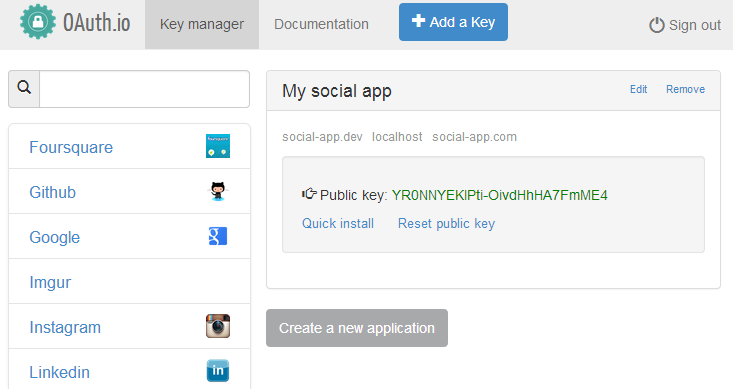 OAuth.io
Key manager
Documentation
Add a Key
Sign out
Foursquare
Github
Google
Imgur
Instagram
Linkedin
My social app
Edit
Remove
social-app.dev localhost social-app.com
Public key: YR0NNYEKlPti-OivdHhHA7FmME4
Quick install
Reset public key
Create a new application